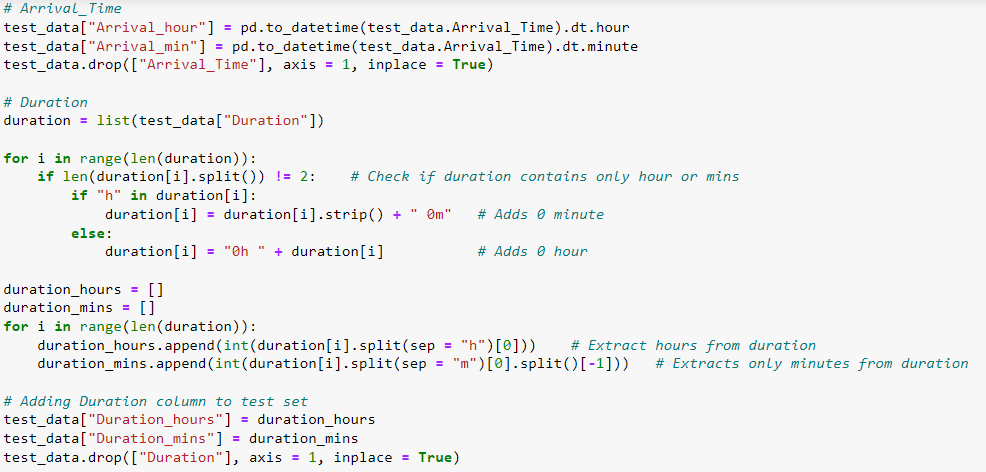 # Arrival_Time
test_data["Arrival_hour"] = pd.to_datetime(test_data.Arrival_Time).dt.hour
test_data["Arrival_min"] = pd.to_datetime(test_data.Arrival_Time).dt.minute
test_data.drop(["Arrival_Time"], axis = 1, inplace = True)

# Duration
duration = list(test_data["Duration"])

for i in range(len(duration)):
    if len(duration[i].split()) != 2:    # Check if duration contains only hour or mins
        if "h" in duration[i]:
            duration[i] = duration[i].strip() + " 0m"   # Adds 0 minute
        else:
            duration[i] = "0h " + duration[i]           # Adds 0 hour

duration_hours = []
duration_mins = []
for i in range(len(duration)):
    duration_hours.append(int(duration[i].split(sep = "h")[0]))    # Extract hours from duration
    duration_mins.append(int(duration[i].split(sep = "m")[0].split()[-1]))   # Extracts only minutes from duration

# Adding Duration column to test set
test_data["Duration_hours"] = duration_hours
test_data["Duration_mins"] = duration_mins
test_data.drop(["Duration"], axis = 1, inplace = True)